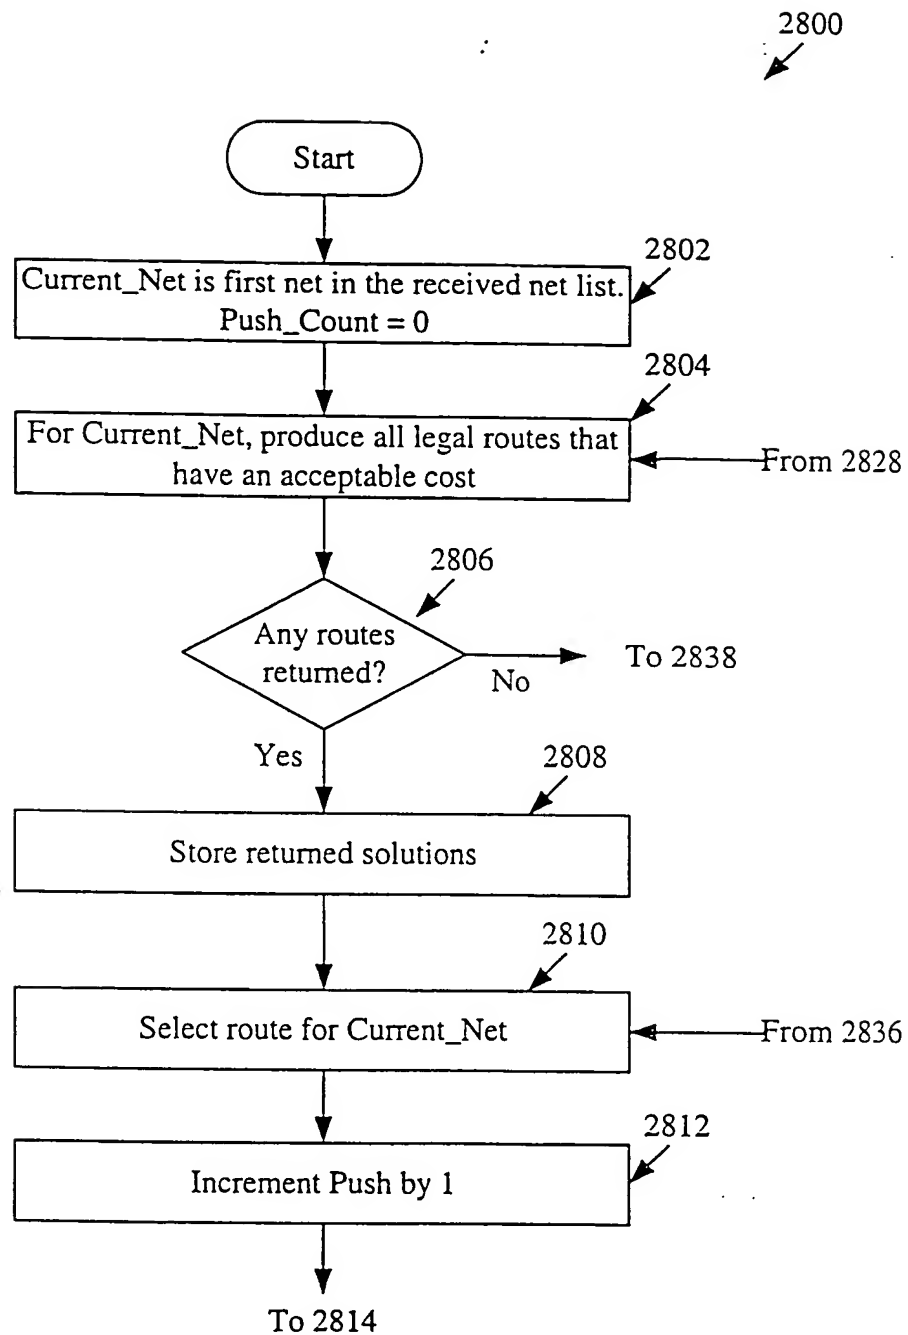 2800
Start
2802
Current_Net is first net in the received net list.
Push_Count = 0
2804
For Current_Net, produce all legal routes that
have an acceptable cost
From 2828
2806
Any routes
returned?
No
To 2838
Yes
2808
Store returned solutions
2810
Select route for Current_Net
From 2836
2812
Increment Push by 1
To 2814